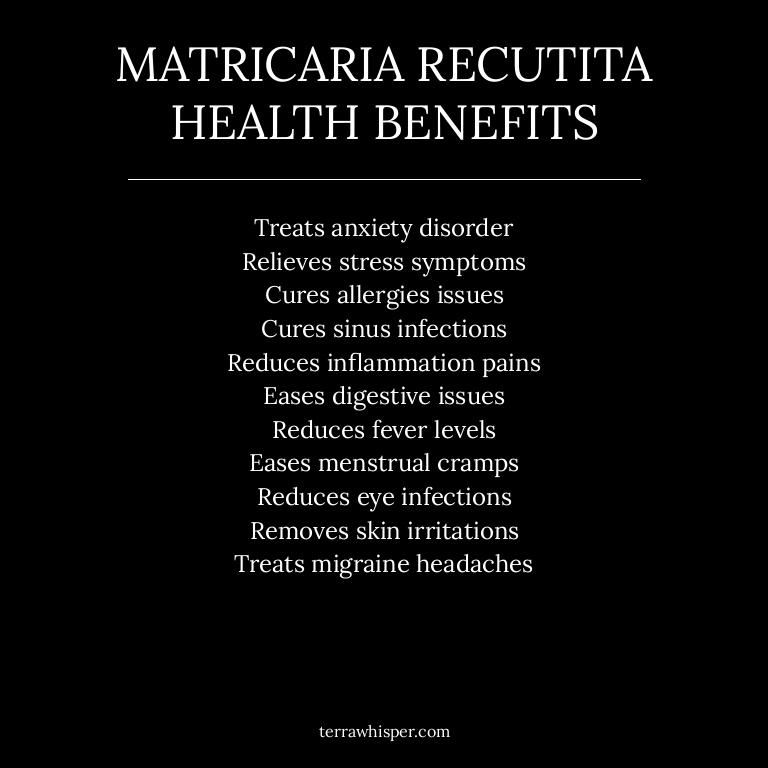 MATRICARIA RECUTITA
HEALTH BENEFITS
Treats anxiety disorder
Relieves stress symptoms
Cures allergies issues
Cures sinus infections
Reduces inflammation pains
Eases digestive issues
Reduces fever levels
Eases menstrual cramps
Reduces eye infections
Removes skin irritations
Treats migraine headaches
terrawhisper.com